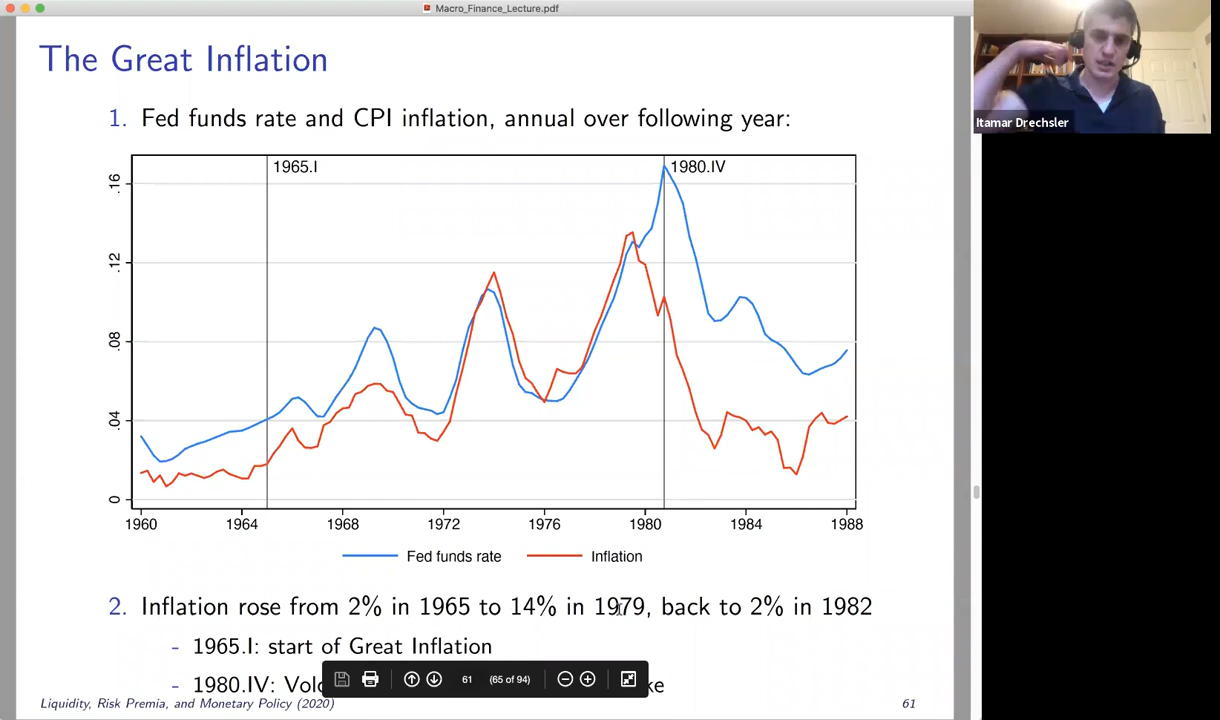 Macro_Finance_Lecture.pdf
The Great Inflation
1. Fed funds rate and CPI inflation, annual over following year:
1965.I
1980.IV
.16
.12
.08
.04
0
1960 1964 1968 1972 1976 1980 1984 1988
Fed funds rate Inflation
2. Inflation rose from 2% in 1965 to 14% in 1979, back to 2% in 1982
- 1965.I: start of Great Inflation
- 1980.IV:
61 (65 of 94)
Liquidity, Risk Premia, and Monetary Policy (2020)
61
Itamar Drechsler